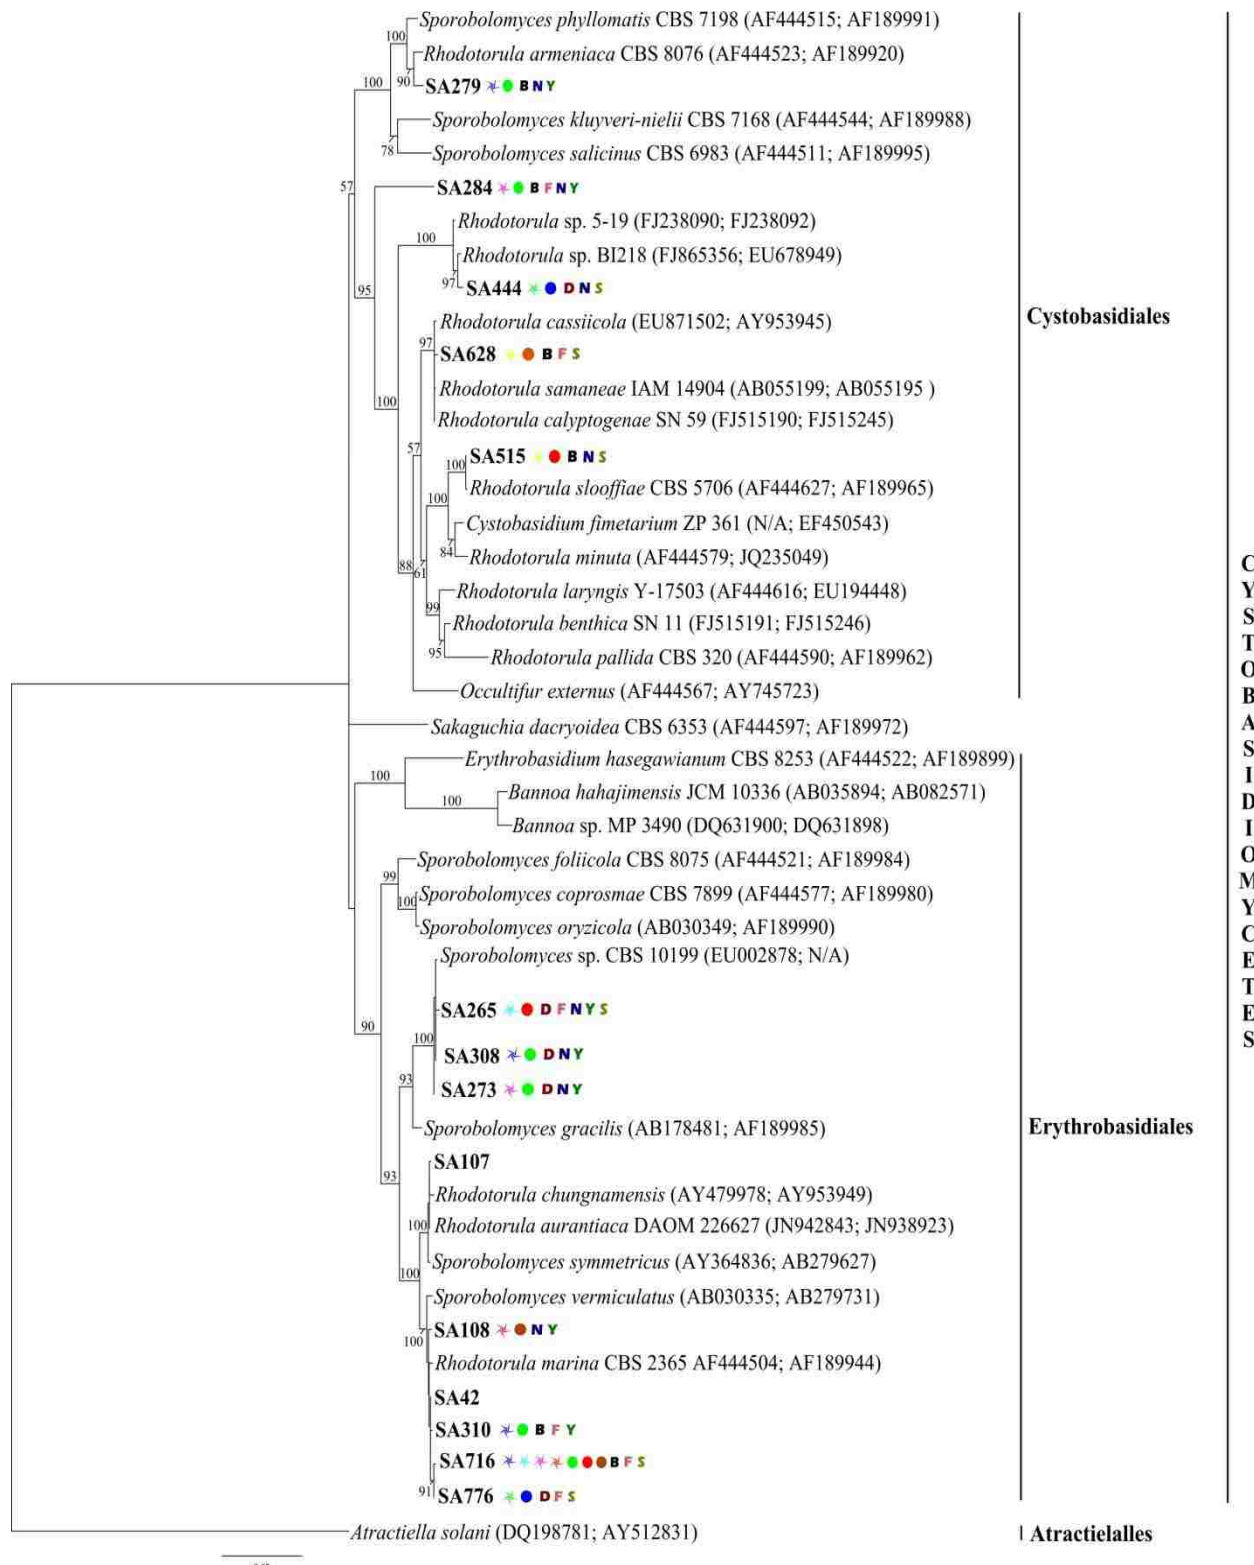 Sporobolomyces phyllomatis CBS 7198 (AF444515; AF189991)
100
Rhodotorula armeniaca CBS 8076 (AF444523; AF189920)
90
SA279 B N Y
100
Sporobolomyces kluyveri-nielii CBS 7168 (AF444544; AF189988)
78
Sporobolomyces salicinus CBS 6983 (AF444511; AF189995)
57
SA284 B F N Y
Rhodotorula sp. 5-19 (FJ238090; FJ238092)
100
Rhodotorula sp. BI218 (FJ865356; EU678949)
97
SA444 D N S
95
Cystobasidiales
Rhodotorula cassiicola (EU871502; AY953945)
97
SA628 B F S
Rhodotorula samaneae IAM 14904 (AB055199; AB055195 )
100
Rhodotorula calyptogenae SN 59 (FJ515190; FJ515245)
57
SA515 B N S
100
Rhodotorula slooffiae CBS 5706 (AF444627; AF189965)
100
Cystobasidium fimetarium ZP 361 (N/A; EF450543)
84
Rhodotorula minuta (AF444579; JQ235049)
88
61
Rhodotorula laryngis Y-17503 (AF444616; EU194448)
99
Rhodotorula benthica SN 11 (FJ515191; FJ515246)
95
Rhodotorula pallida CBS 320 (AF444590; AF189962)
Occultifur externus (AF444567; AY745723)
Sakaguchia dacryoidea CBS 6353 (AF444597; AF189972)
Erythrobasidium hasegawianum CBS 8253 (AF444522; AF189899)
100
Bannoa hahajimensis JCM 10336 (AB035894; AB082571)
100
Bannoa sp. MP 3490 (DQ631900; DQ631898)
Sporobolomyces foliicola CBS 8075 (AF444521; AF189984)
99
Sporobolomyces coprosmae CBS 7899 (AF444577; AF189980)
100
Sporobolomyces oryzicola (AB030349; AF189990)
Sporobolomyces sp. CBS 10199 (EU002878; N/A)
SA265 D F N Y S
90
100
SA308 D N Y
93
SA273 D N Y
Sporobolomyces gracilis (AB178481; AF189985)
Erythrobasidiales
93
SA107
Rhodotorula chungnamensis (AY479978; AY953949)
100
Rhodotorula aurantiaca DAOM 226627 (JN942843; JN938923)
Sporobolomyces symmetricus (AY364836; AB279627)
100
Sporobolomyces vermiculatus (AB030335; AB279731)
SA108 N Y
100
Rhodotorula marina CBS 2365 AF444504; AF189944)
SA42
SA310 B F Y
SA716 B F S
91
SA776 D F S
Atractiella solani (DQ198781; AY512831)
Atractielalles
CYSTOBASIDIOMYCETES